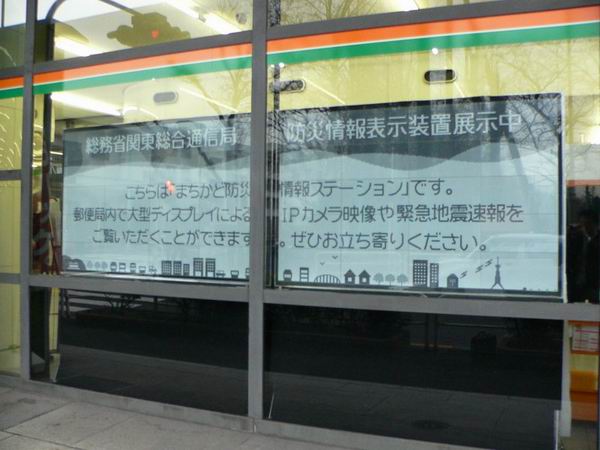 総務省関東総合通信局 防災情報表示装置展示中
こちらは「まちかど防災情報ステーション」です。
郵便局内で大型ディスプレイによる IPカメラ映像や緊急地震速報を
ご覧いただくことができます。ぜひお立ち寄りください。